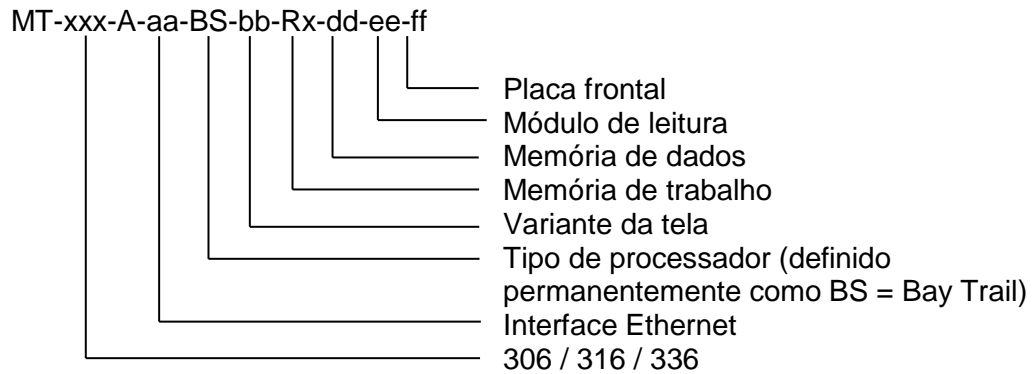 MT-xxx-A-aa-BS-bb-Rx-dd-ee-ff
Placa frontal
Módulo de leitura
Memória de dados
Memória de trabalho
Variante da tela
Tipo de processador (definido
permanentemente como BS = Bay Trail)
Interface Ethernet
306 / 316 / 336